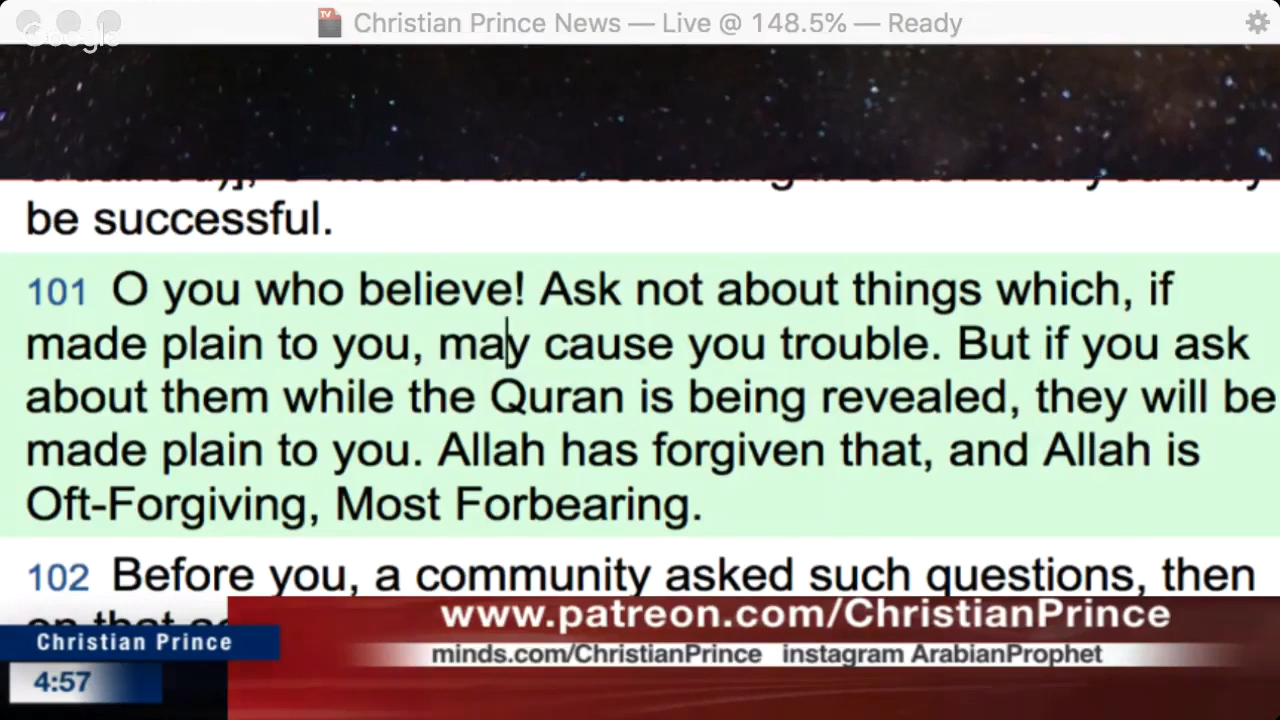 Christian Prince News — Live @ 148.5% — Ready
Google
TV
be successful.
101 O you who believe! Ask not about things which, if
made plain to you, may cause you trouble. But if you ask
about them while the Quran is being revealed, they will be
made plain to you. Allah has forgiven that, and Allah is
Oft-Forgiving, Most Forbearing.
102 Before you, a community asked such questions, then
www.patreon.com/ChristianPrince
Christian Prince
minds.com/ChristianPrince instagram ArabianProphet
4:57